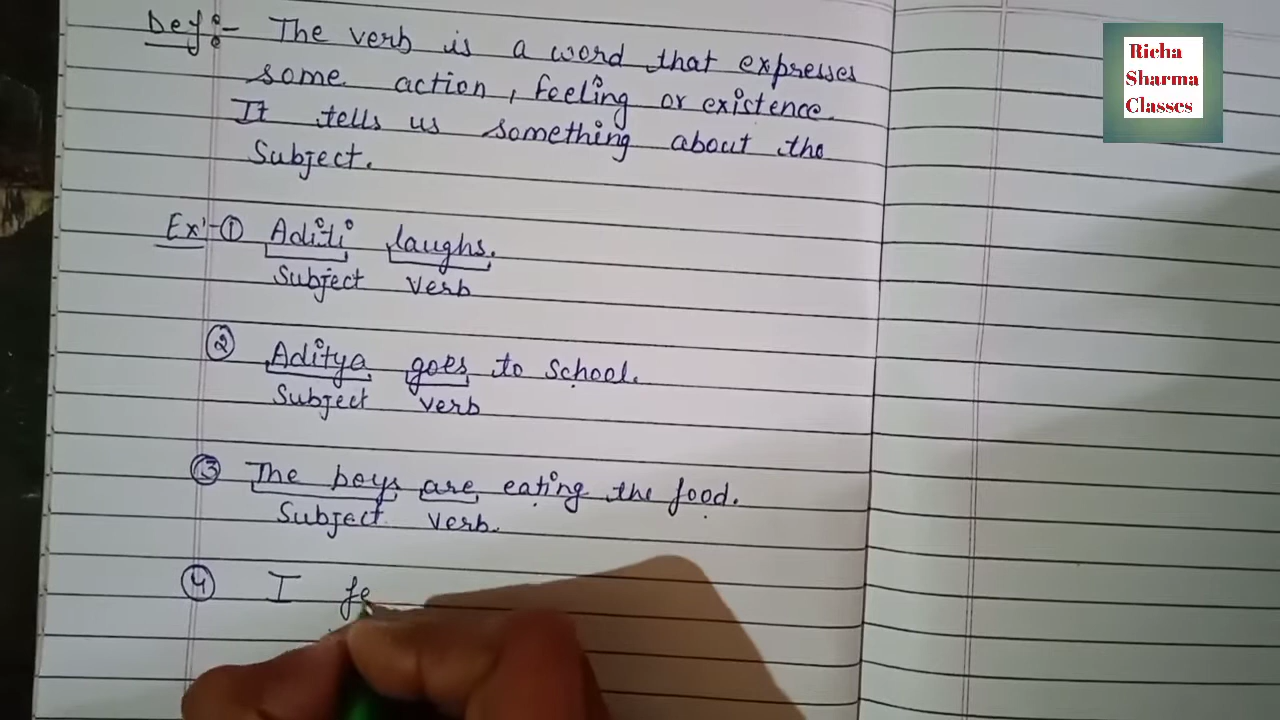 Def :- The verb is a word that expresses
some action, feeling or existence.
It tells us something about the
Subject.
Ex:- ① Aditi laughs.
Subject verb
② Aditya goes to school.
Subject verb
③ The boys are eating the food.
Subject verb.
④ I fe
Richa
Sharma
Classes